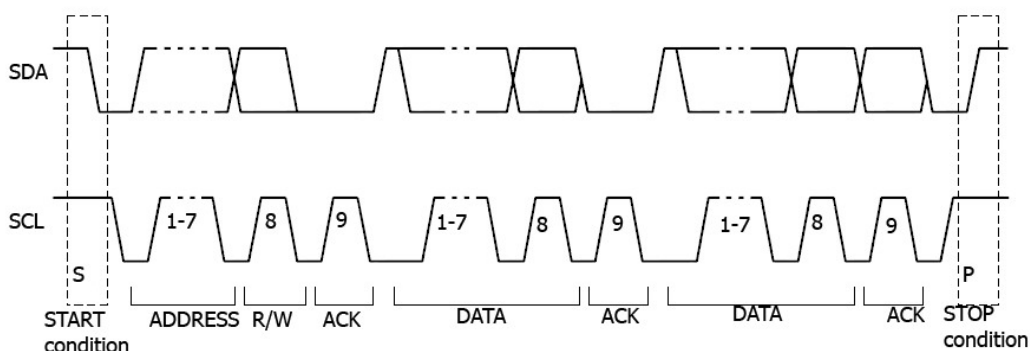 SDA
SCL
1-7 8 9 1-7 8 9 1-7 8 9
S P
START ADDRESS R/W ACK DATA ACK DATA ACK STOP
condition condition